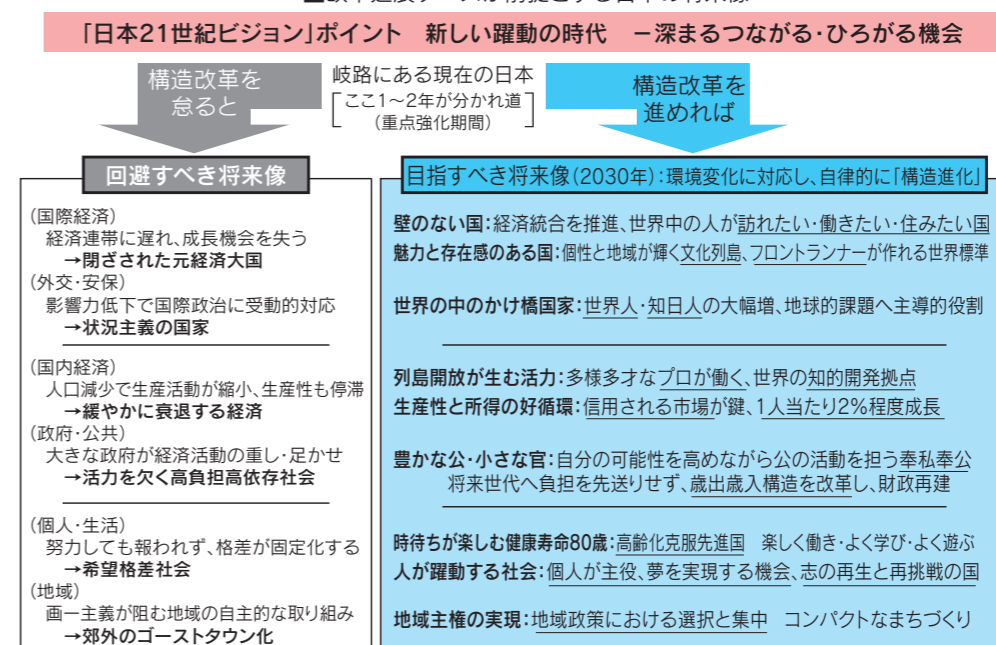 「日本21世紀ビジョン」ポイント 新しい躍動の時代 －深まるつながる・ひろがる機会
構造改革を
怠ると
岐路にある現在の日本
ここ1～2年が分かれ道
(重点強化期間)
構造改革を
進めれば
回避すべき将来像
(国際経済)
経済連帯に遅れ、成長機会を失う
→閉ざされた元経済大国
(外交・安保)
影響力低下で国際政治に受動的対応
→状況主義の国家
(国内経済)
人口減少で生産活動が縮小、生産性も停滞
→緩やかに衰退する経済
(政府・公共)
大きな政府が経済活動の重し・足かせ
→活力を欠く高負担高依存社会
(個人・生活)
努力しても報われず、格差が固定化する
→希望格差社会
(地域)
画一主義が阻む地域の自主的な取り組み
→郊外のゴーストタウン化
目指すべき将来像(2030年):環境変化に対応し、自律的に「構造進化」
壁のない国:経済統合を推進、世界中の人が訪れたい・働きたい・住みたい国
魅力と存在感のある国:個性と地域が輝く文化列島、フロントランナーが作れる世界標準
世界の中のかけ橋国家:世界人・知日人の大幅増、地球的課題へ主導的役割
列島開放が生む活力:多様多才なプロが働く、世界の知的開発拠点
生産性と所得の好循環:信用される市場が鍵、1人当たり2%程度成長
豊かな公・小さな官:自分の可能性を高めながら公の活動を担う奉私奉公
将来世代へ負担を先送りせず、歳出歳入構造を改革し、財政再建
時待ちが楽しむ健康寿命80歳:高齢化克服先進国 楽しく働き・よく学び・よく遊ぶ
人が躍動する社会:個人が主役、夢を実現する機会、志の再生と再挑戦の国
地域主権の実現:地域政策における選択と集中 コンパクトなまちづくり